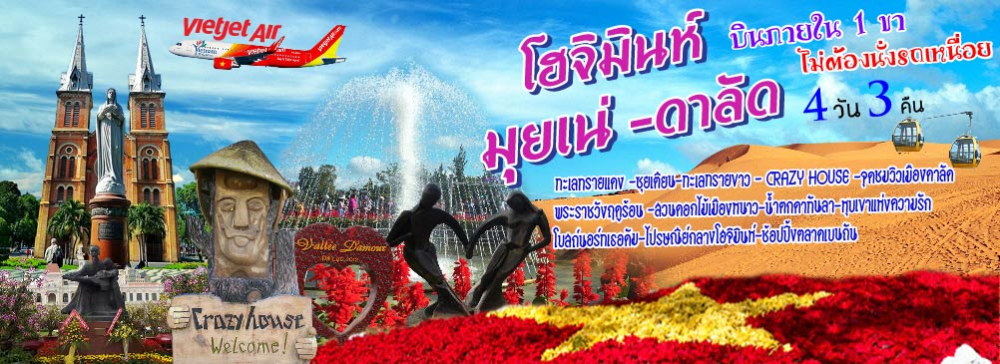 vietjet Air
Vietnam
โฮจิมินห์
บินภายใน 1 ขา
ไม่ต้องนั่งรถเหนื่อย
มุยเน่ -ดาลัด
4 วัน 3 คืน
ทะเลทรายแดง -ซุยเตียน-ทะเลทรายขาว - CRAZY HOUSE -จุดชมวิวเมืองดาลัด
พระราชวังฤดูร้อน -สวนดอกไม้เมืองหนาว-น้ำตกดาทันลา-หุบเขาแห่งความรัก
โบสถ์นอร์ทเธอดัม-ไปรษณีย์กลางโฮจิมินห์-ช้อปปิ้งตลาดเบนถัน
Vallée D'amour
Crazy house
Welcome!